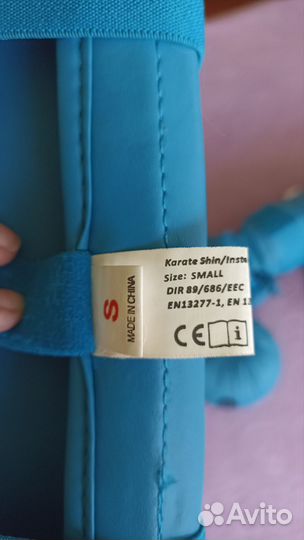 Karate Shin/Inste
Size: SMALL
DIR 89/686/EEC
EN13277-1, EN 13
CE i
S
MADE IN CHINA
Avito